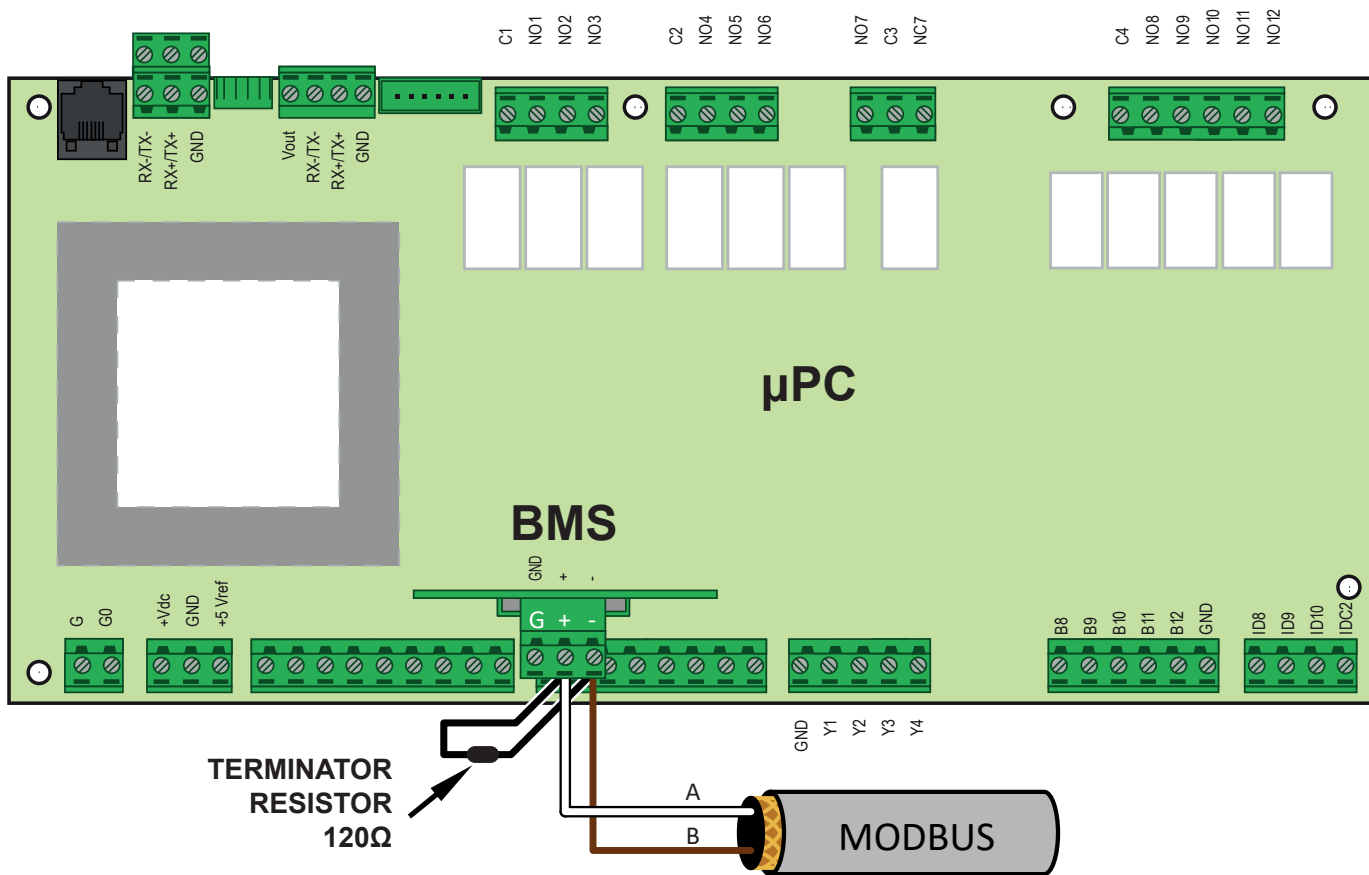 C1 NO1 NO2 NO3 C2 NO4 NO5 NO6 NO7 C3 NC7 C4 NO8 NO9 NO10 NO11 NO12
RX-/TX- RX+/TX+ GND Vout RX-/TX- RX+/TX+ GND
µPC
BMS
GND + -
G + -
G G0 +Vdc GND +5 Vref
B8 B9 B10 B11 B12 GND ID8 ID9 ID10 IDC2
GND Y1 Y2 Y3 Y4
TERMINATOR
RESISTOR
120Ω
A
B
MODBUS